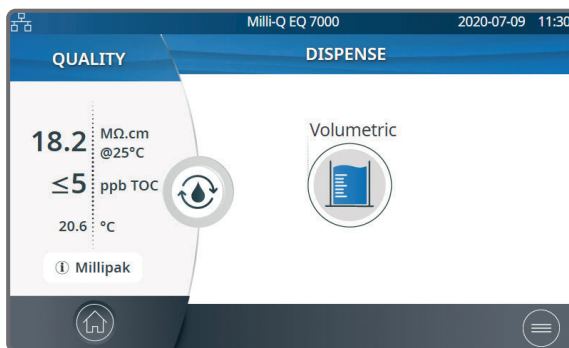 Milli-Q EQ 7000
2020-07-09 11:30
QUALITY
DISPENSE
18.2 MΩ.cm
@25°C
≤5 ppb TOC
20.6 °C
i Millipak
Volumetric